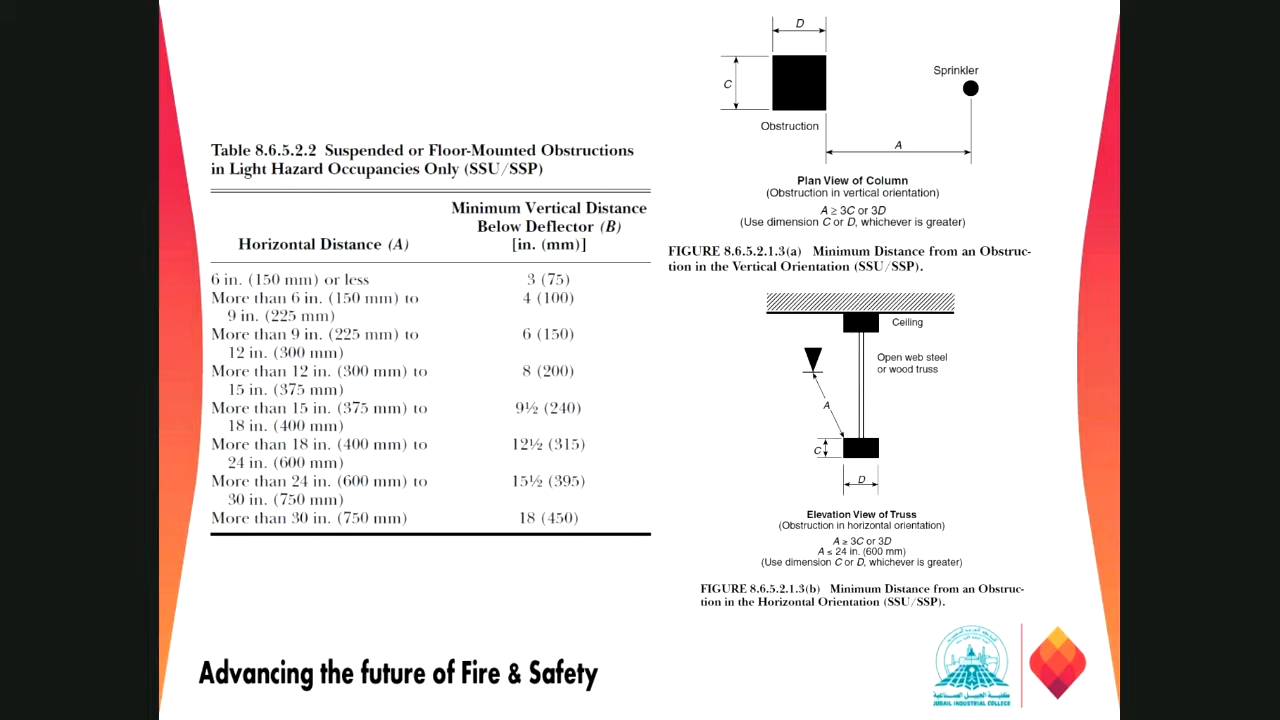 Table 8.6.5.2.2 Suspended or Floor-Mounted Obstructions
in Light Hazard Occupancies Only (SSU/SSP)
Minimum Vertical Distance
Below Deflector (B)
Horizontal Distance (A) [in. (mm)]
6 in. (150 mm) or less 3 (75)
More than 6 in. (150 mm) to 4 (100)
9 in. (225 mm)
More than 9 in. (225 mm) to 6 (150)
12 in. (300 mm)
More than 12 in. (300 mm) to 8 (200)
15 in. (375 mm)
More than 15 in. (375 mm) to 9½ (240)
18 in. (400 mm)
More than 18 in. (400 mm) to 12½ (315)
24 in. (600 mm)
More than 24 in. (600 mm) to 15½ (395)
30 in. (750 mm)
More than 30 in. (750 mm) 18 (450)
D
C
Sprinkler
Obstruction
A
Plan View of Column
(Obstruction in vertical orientation)
A ≥ 3C or 3D
(Use dimension C or D, whichever is greater)
FIGURE 8.6.5.2.1.3(a) Minimum Distance from an Obstruc-
tion in the Vertical Orientation (SSU/SSP).
Ceiling
Open web steel
or wood truss
A
C
D
Elevation View of Truss
(Obstruction in horizontal orientation)
A ≥ 3C or 3D
A ≤ 24 in. (600 mm)
(Use dimension C or D, whichever is greater)
FIGURE 8.6.5.2.1.3(b) Minimum Distance from an Obstruc-
tion in the Horizontal Orientation (SSU/SSP).
Advancing the future of Fire & Safety
كلية الجبيل الصناعية
JUBAIL INDUSTRIAL COLLEGE